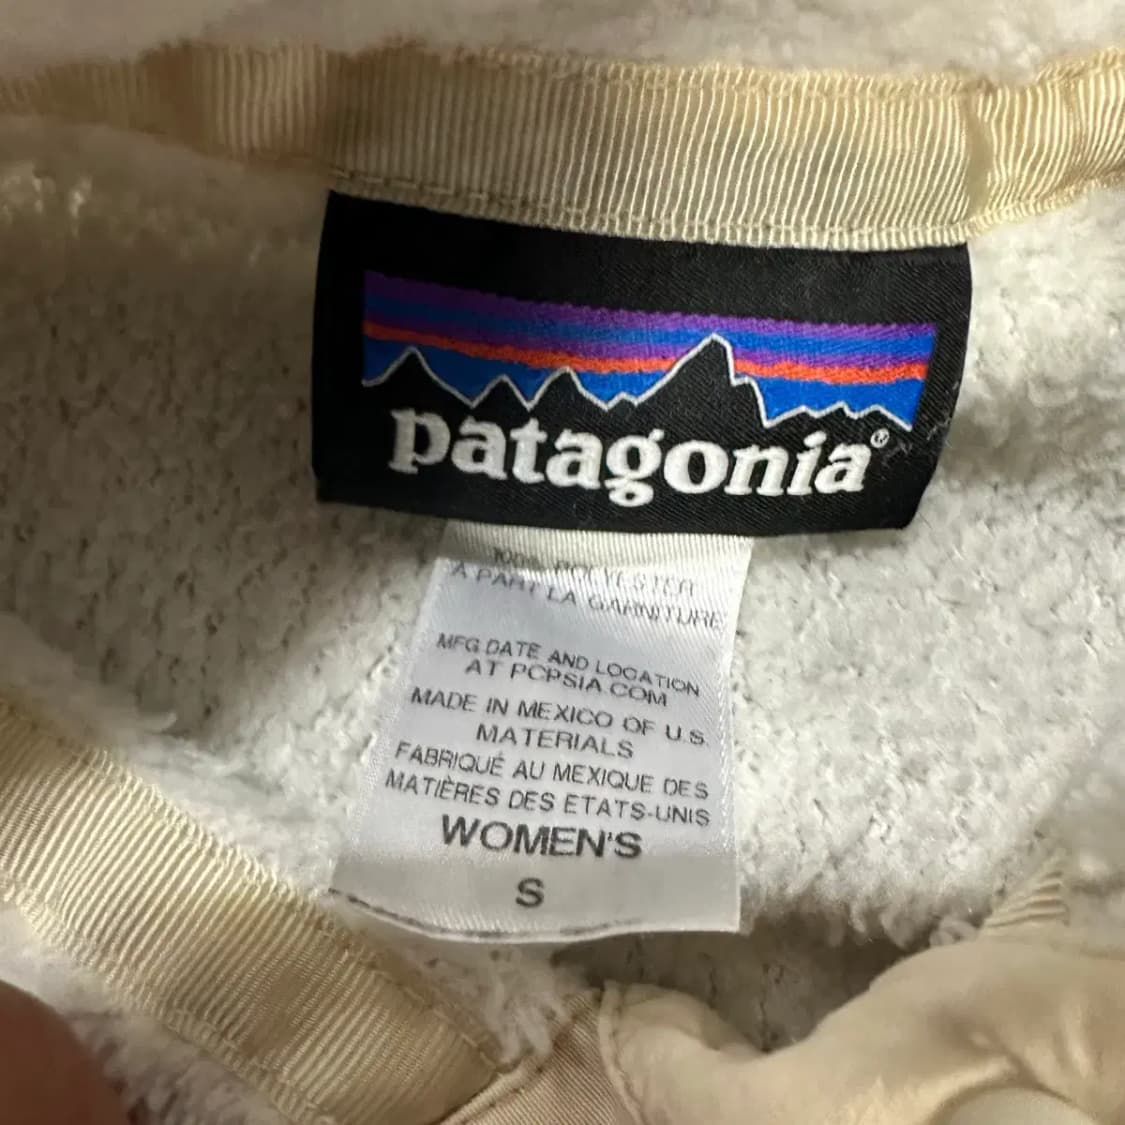 patagonia®
100% POLYESTER
À PART LA GARNITURE
MFG DATE AND LOCATION
AT PCPSIA.COM
MADE IN MEXICO OF U.S.
MATERIALS
FABRIQUÉ AU MEXIQUE DES
MATIÈRES DES ETATS-UNIS
WOMEN'S
S